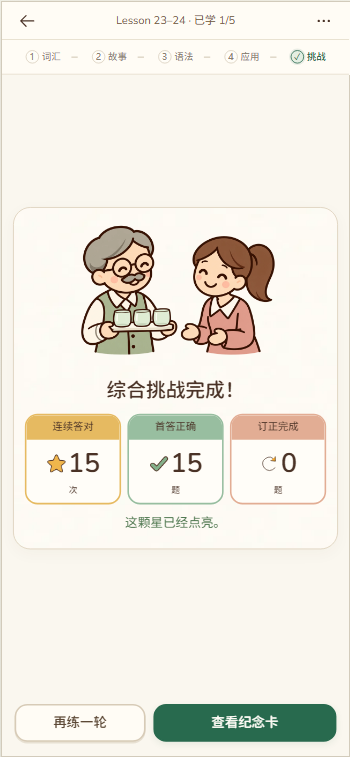 Lesson 23–24 · 已学 1/5
1 词汇 – 2 故事 – 3 语法 – 4 应用 – 挑战
综合挑战完成！
连续答对 首答正确 订正完成
15 15 0
次 题 题
这颗星已经点亮。
再练一轮 查看纪念卡